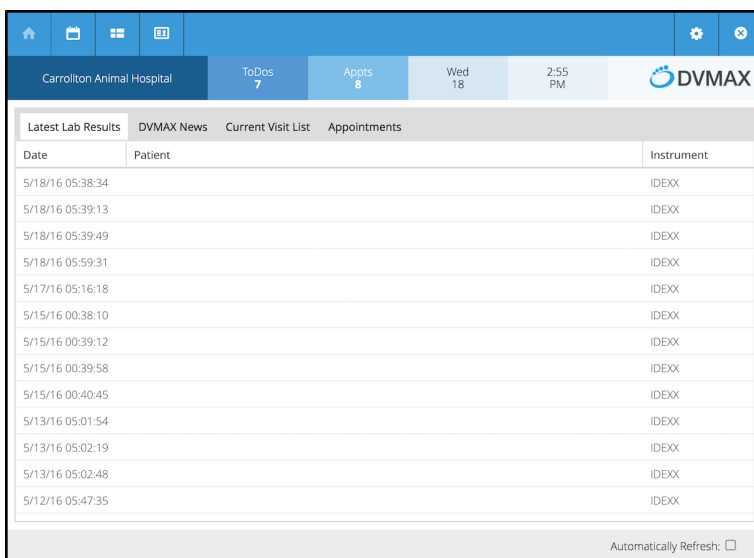 Carrollton Animal Hospital ToDos 7 Appts 8 Wed 18 2:55 PM DVMAX
Latest Lab Results DVMAX News Current Visit List Appointments
Date Patient Instrument
5/18/16 05:38:34 IDEXX
5/18/16 05:39:13 IDEXX
5/18/16 05:39:49 IDEXX
5/18/16 05:59:31 IDEXX
5/17/16 05:16:18 IDEXX
5/15/16 00:38:10 IDEXX
5/15/16 00:39:12 IDEXX
5/15/16 00:39:58 IDEXX
5/15/16 00:40:45 IDEXX
5/13/16 05:01:54 IDEXX
5/13/16 05:02:19 IDEXX
5/13/16 05:02:48 IDEXX
5/12/16 05:47:35 IDEXX
Automatically Refresh: